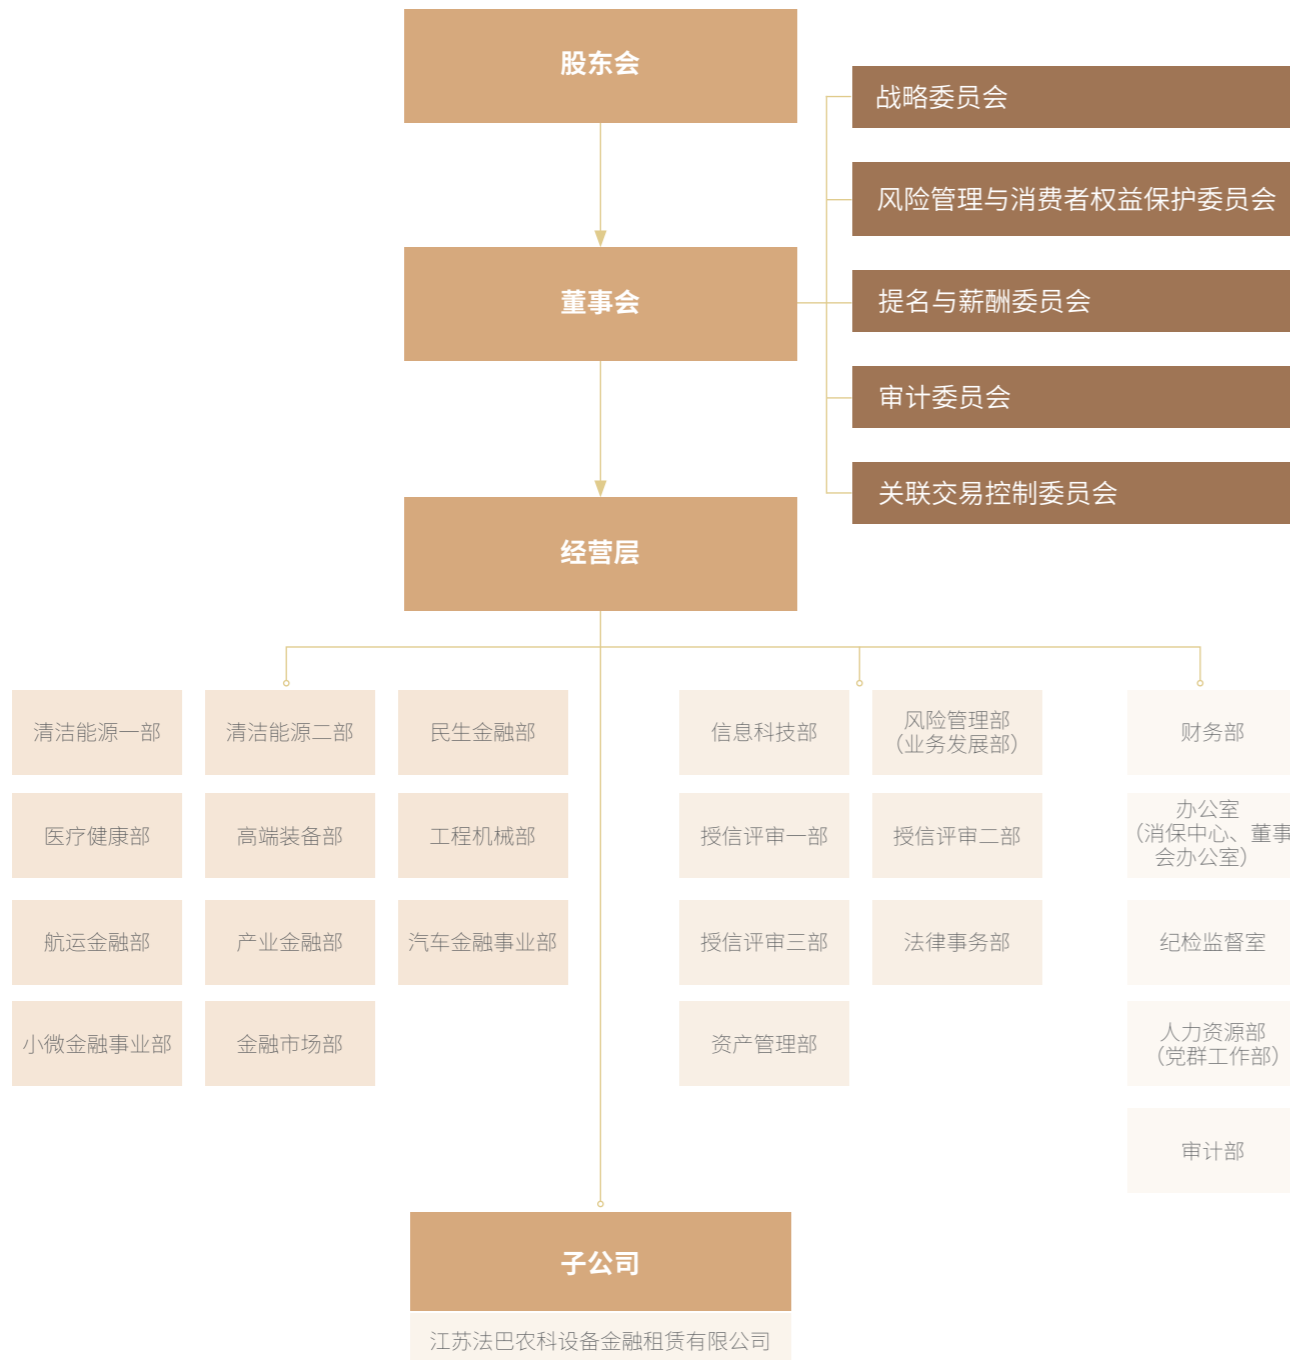 股东会
战略委员会
风险管理与消费者权益保护委员会
董事会
提名与薪酬委员会
审计委员会
关联交易控制委员会
经营层
清洁能源一部
清洁能源二部
民生金融部
医疗健康部
高端装备部
工程机械部
航运金融部
产业金融部
汽车金融事业部
小微金融事业部
金融市场部
信息科技部
风险管理部
（业务发展部）
授信评审一部
授信评审二部
授信评审三部
法律事务部
资产管理部
财务部
办公室
（消保中心、董事
会办公室）
纪检监督室
人力资源部
（党群工作部）
审计部
子公司
江苏法巴农科设备金融租赁有限公司